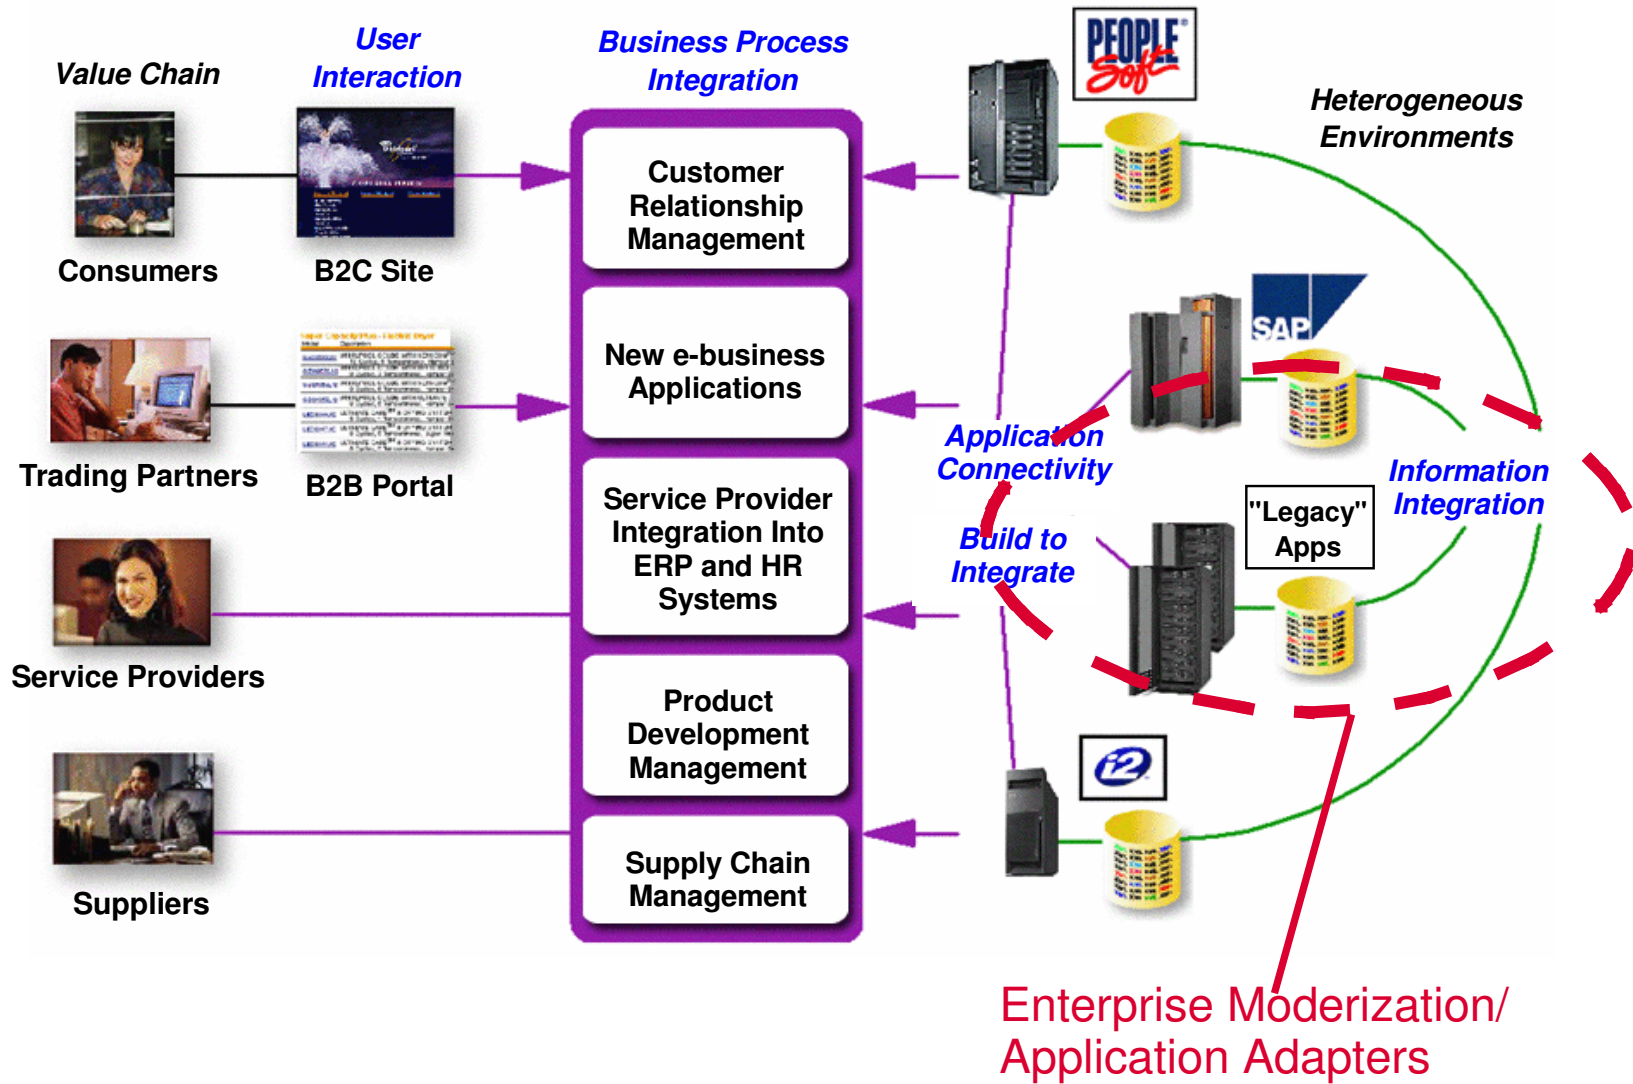 Value Chain
User
Interaction
Business Process
Integration
Heterogeneous
Environments
PEOPLE
Soft
Consumers
B2C Site
Customer
Relationship
Management
SAP
New e-business
Applications
Trading Partners
B2B Portal
Application
Connectivity
Information
Integration
Service Provider
Integration Into
ERP and HR
Systems
"Legacy"
Apps
Build to
Integrate
Service Providers
Product
Development
Management
i2
Supply Chain
Management
Suppliers
Enterprise Moderization/
Application Adapters